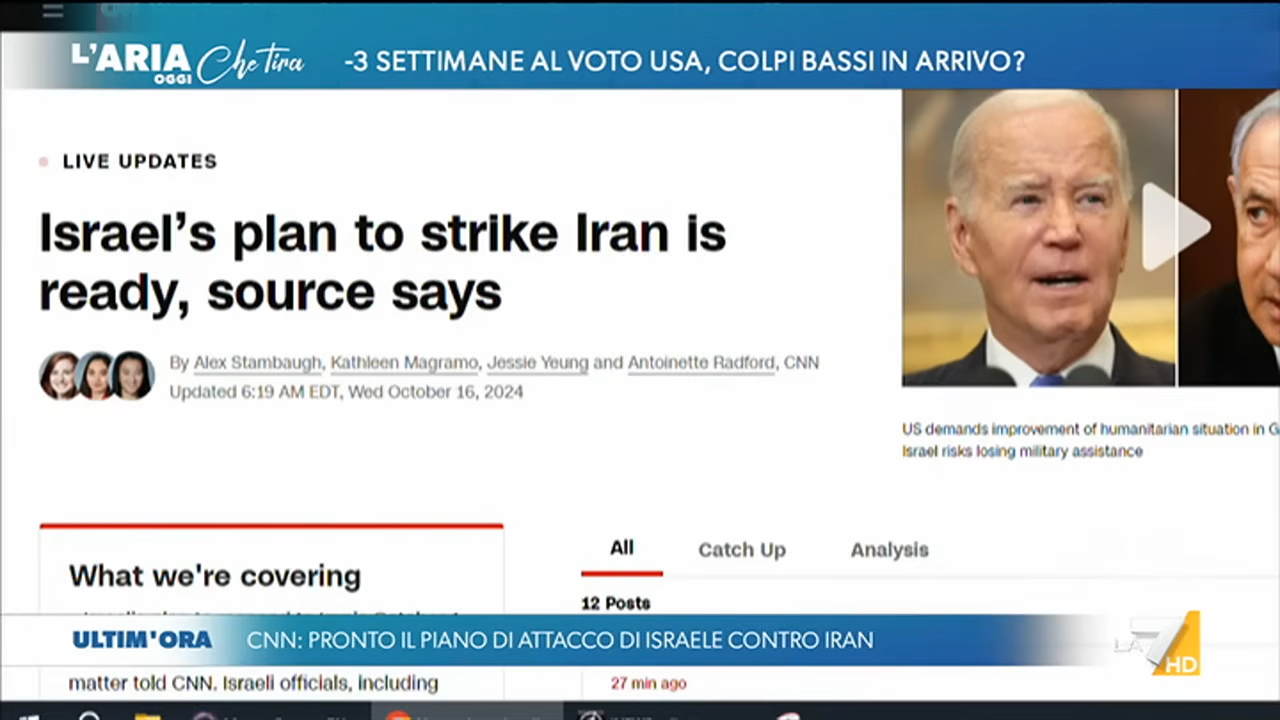 L'ARIA Che tira
OGGI
-3 SETTIMANE AL VOTO USA, COLPI BASSI IN ARRIVO?
LIVE UPDATES
Israel's plan to strike Iran is
ready, source says
By Alex Stambaugh, Kathleen Magramo, Jessie Yeung and Antoinette Radford, CNN
Updated 6:19 AM EDT, Wed October 16, 2024
US demands improvement of humanitarian situation in
Israel risks losing military assistance
What we're covering
All Catch Up Analysis
12 Posts
ULTIM'ORA CNN: PRONTO IL PIANO DI ATTACCO DI ISRAELE CONTRO IRAN
LA 7 HD
matter told CNN. Israeli officials, including
27 min ago